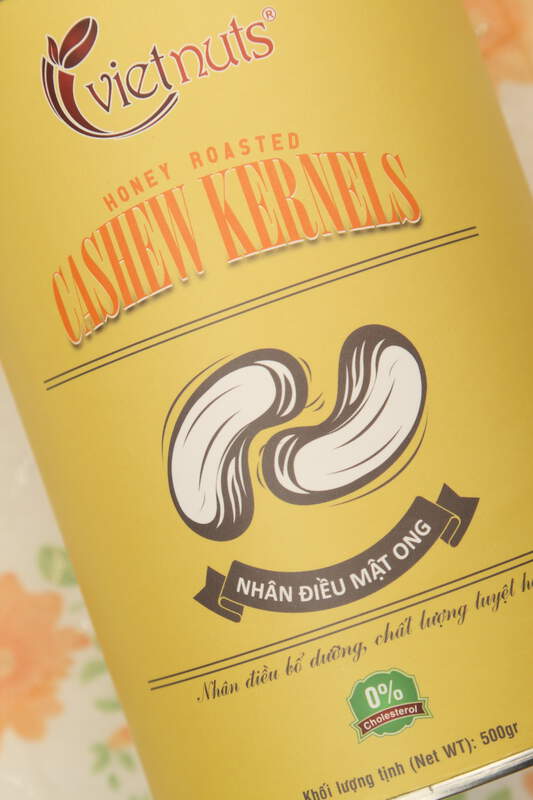 vietnuts®
HONEY ROASTED
CASHEW KERNELS
NHÂN ĐIỀU MẬT ONG
Nhân điều bổ dưỡng, chất lượng tuyệt
0%
Cholesterol
Khối lượng tịnh (Net WT): 500gr